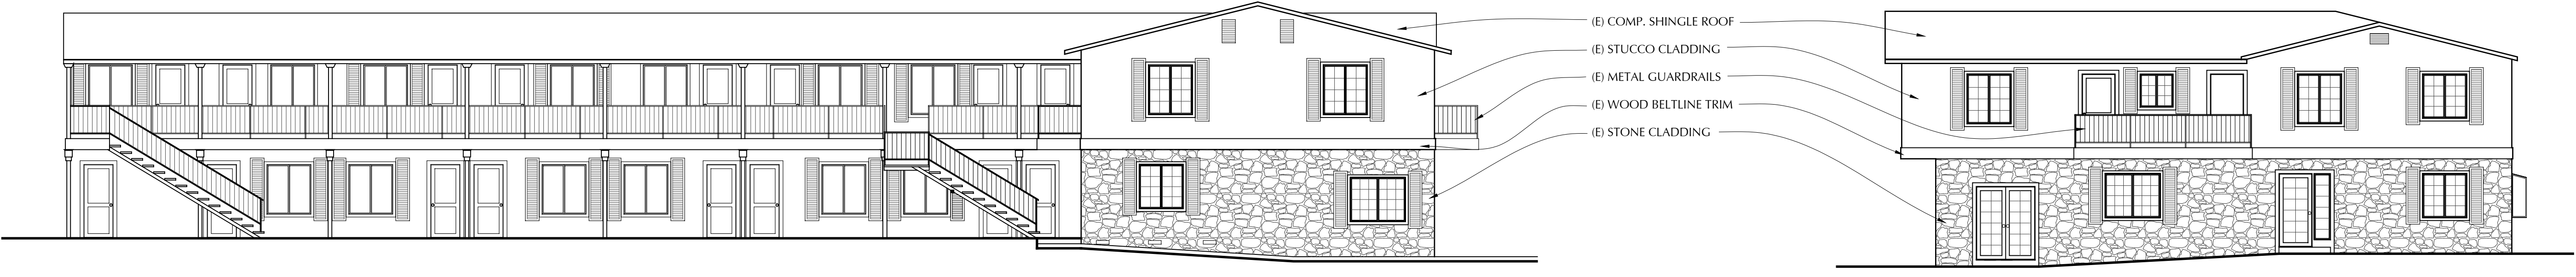 (E) COMP. SHINGLE ROOF
(E) STUCCO CLADDING
(E) METAL GUARDRAILS
(E) WOOD BELTLINE TRIM
(E) STONE CLADDING